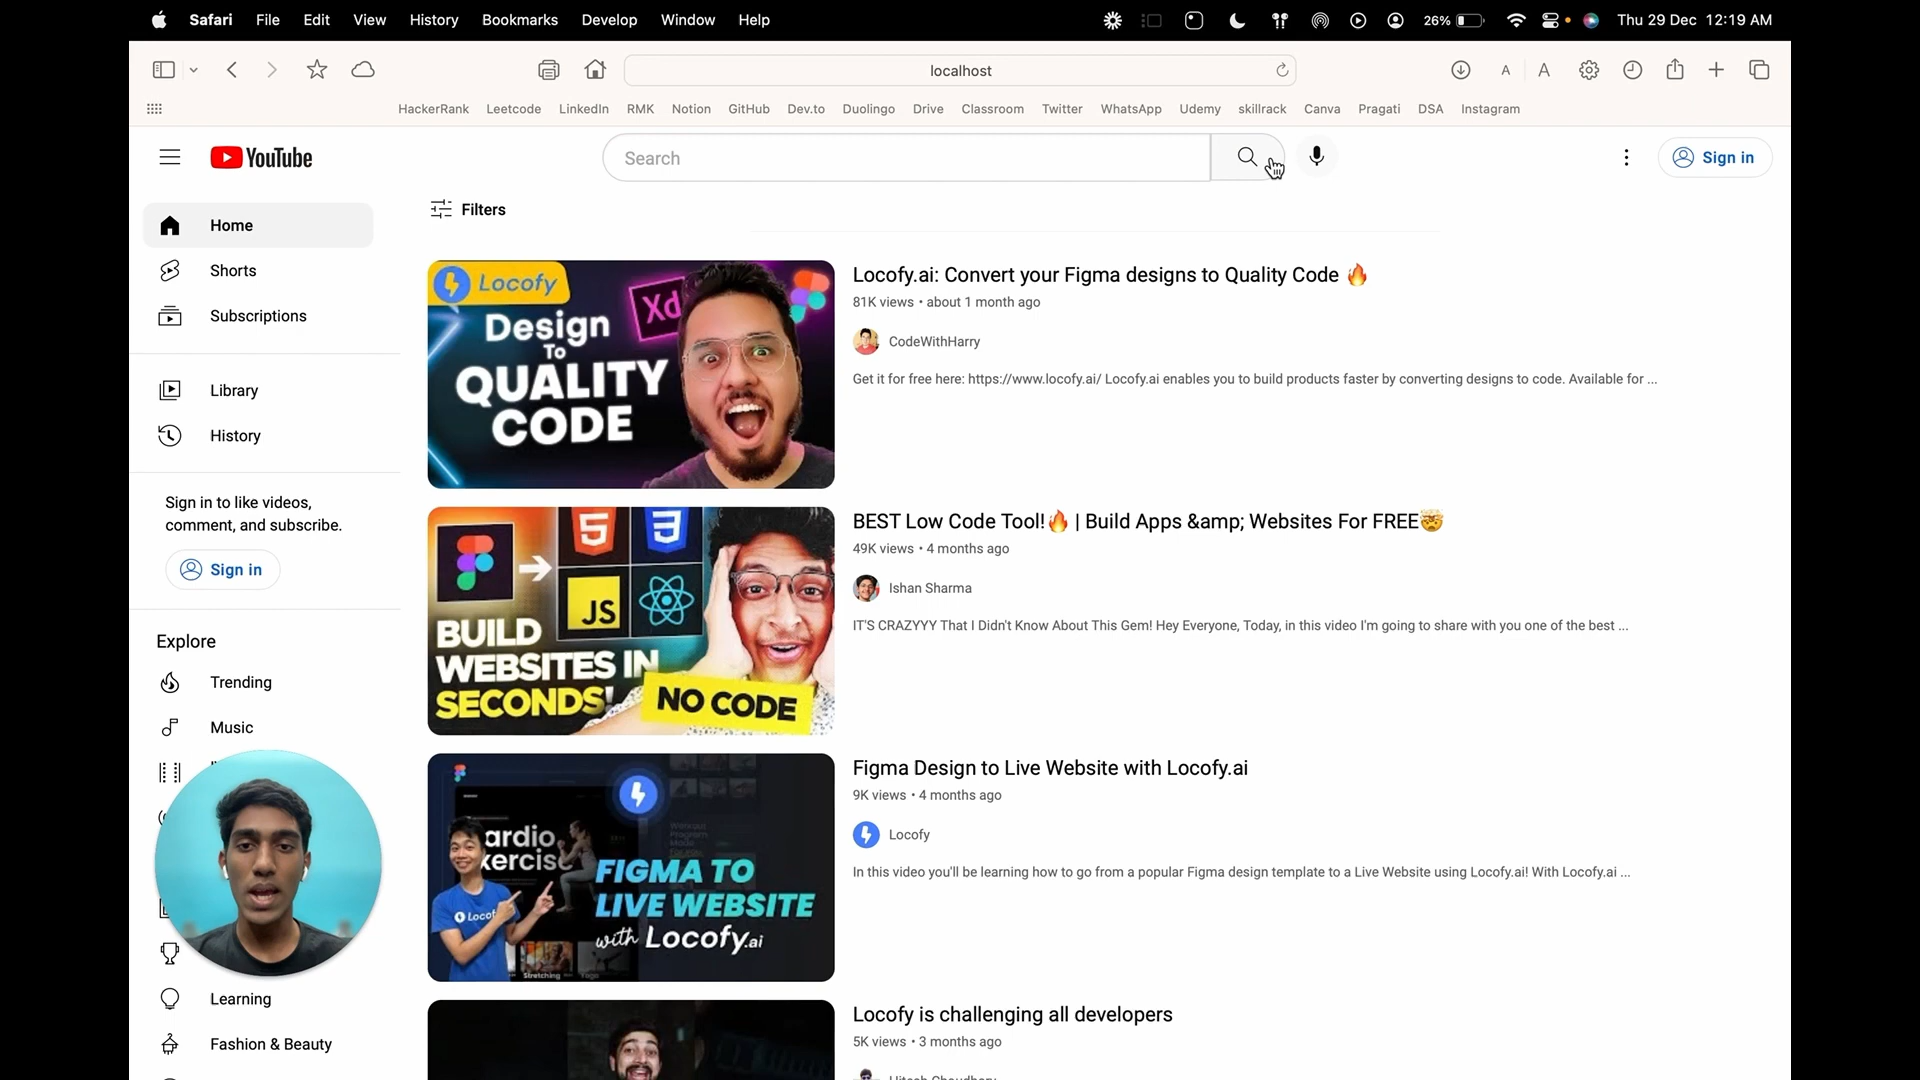 Safari File Edit View History Bookmarks Develop Window Help 26% Thu 29 Dec 12:19 AM
localhost A A
HackerRank Leetcode LinkedIn RMK Notion GitHub Dev.to Duolingo Drive Classroom Twitter WhatsApp Udemy skillrack Canva Pragati DSA Instagram
YouTube Search Sign in
Home
Shorts
Subscriptions
Library
History
Sign in to like videos,
comment, and subscribe.
Sign in
Explore
Trending
Music
Learning
Fashion & Beauty
Filters
Locofy
Xd
Design
To
QUALITY
CODE
Locofy.ai: Convert your Figma designs to Quality Code 🔥
81K views • about 1 month ago
CodeWithHarry
Get it for free here: https://www.locofy.ai/ Locofy.ai enables you to build products faster by converting designs to code. Available for ...
5 3
JS
BUILD
WEBSITES IN
SECONDS!
NO CODE
BEST Low Code Tool!🔥 | Build Apps &amp; Websites For FREE🤯
49K views • 4 months ago
Ishan Sharma
IT'S CRAZYYY That I Didn't Know About This Gem! Hey Everyone, Today, in this video I'm going to share with you one of the best ...
ardio
xercise
FIGMA TO
LIVE WEBSITE
with Locofy.ai
Stretching
Figma Design to Live Website with Locofy.ai
9K views • 4 months ago
Locofy
In this video you'll be learning how to go from a popular Figma design template to a Live Website using Locofy.ai! With Locofy.ai ...
Locofy is challenging all developers
5K views • 3 months ago